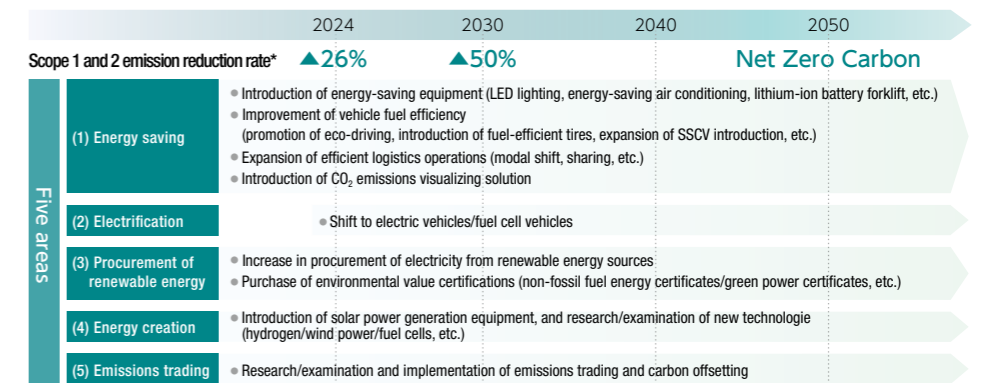 2024 2030 2040 2050
Scope 1 and 2 emission reduction rate* ▲26% ▲50% Net Zero Carbon
Five areas
(1) Energy saving
● Introduction of energy-saving equipment (LED lighting, energy-saving air conditioning, lithium-ion battery forklift, etc.)
● Improvement of vehicle fuel efficiency
(promotion of eco-driving, introduction of fuel-efficient tires, expansion of SSCV introduction, etc.)
● Expansion of efficient logistics operations (modal shift, sharing, etc.)
● Introduction of CO₂ emissions visualizing solution
(2) Electrification
● Shift to electric vehicles/fuel cell vehicles
(3) Procurement of
renewable energy
● Increase in procurement of electricity from renewable energy sources
● Purchase of environmental value certifications (non-fossil fuel energy certificates/green power certificates, etc.)
(4) Energy creation
● Introduction of solar power generation equipment, and research/examination of new technologie
(hydrogen/wind power/fuel cells, etc.)
(5) Emissions trading
● Research/examination and implementation of emissions trading and carbon offsetting